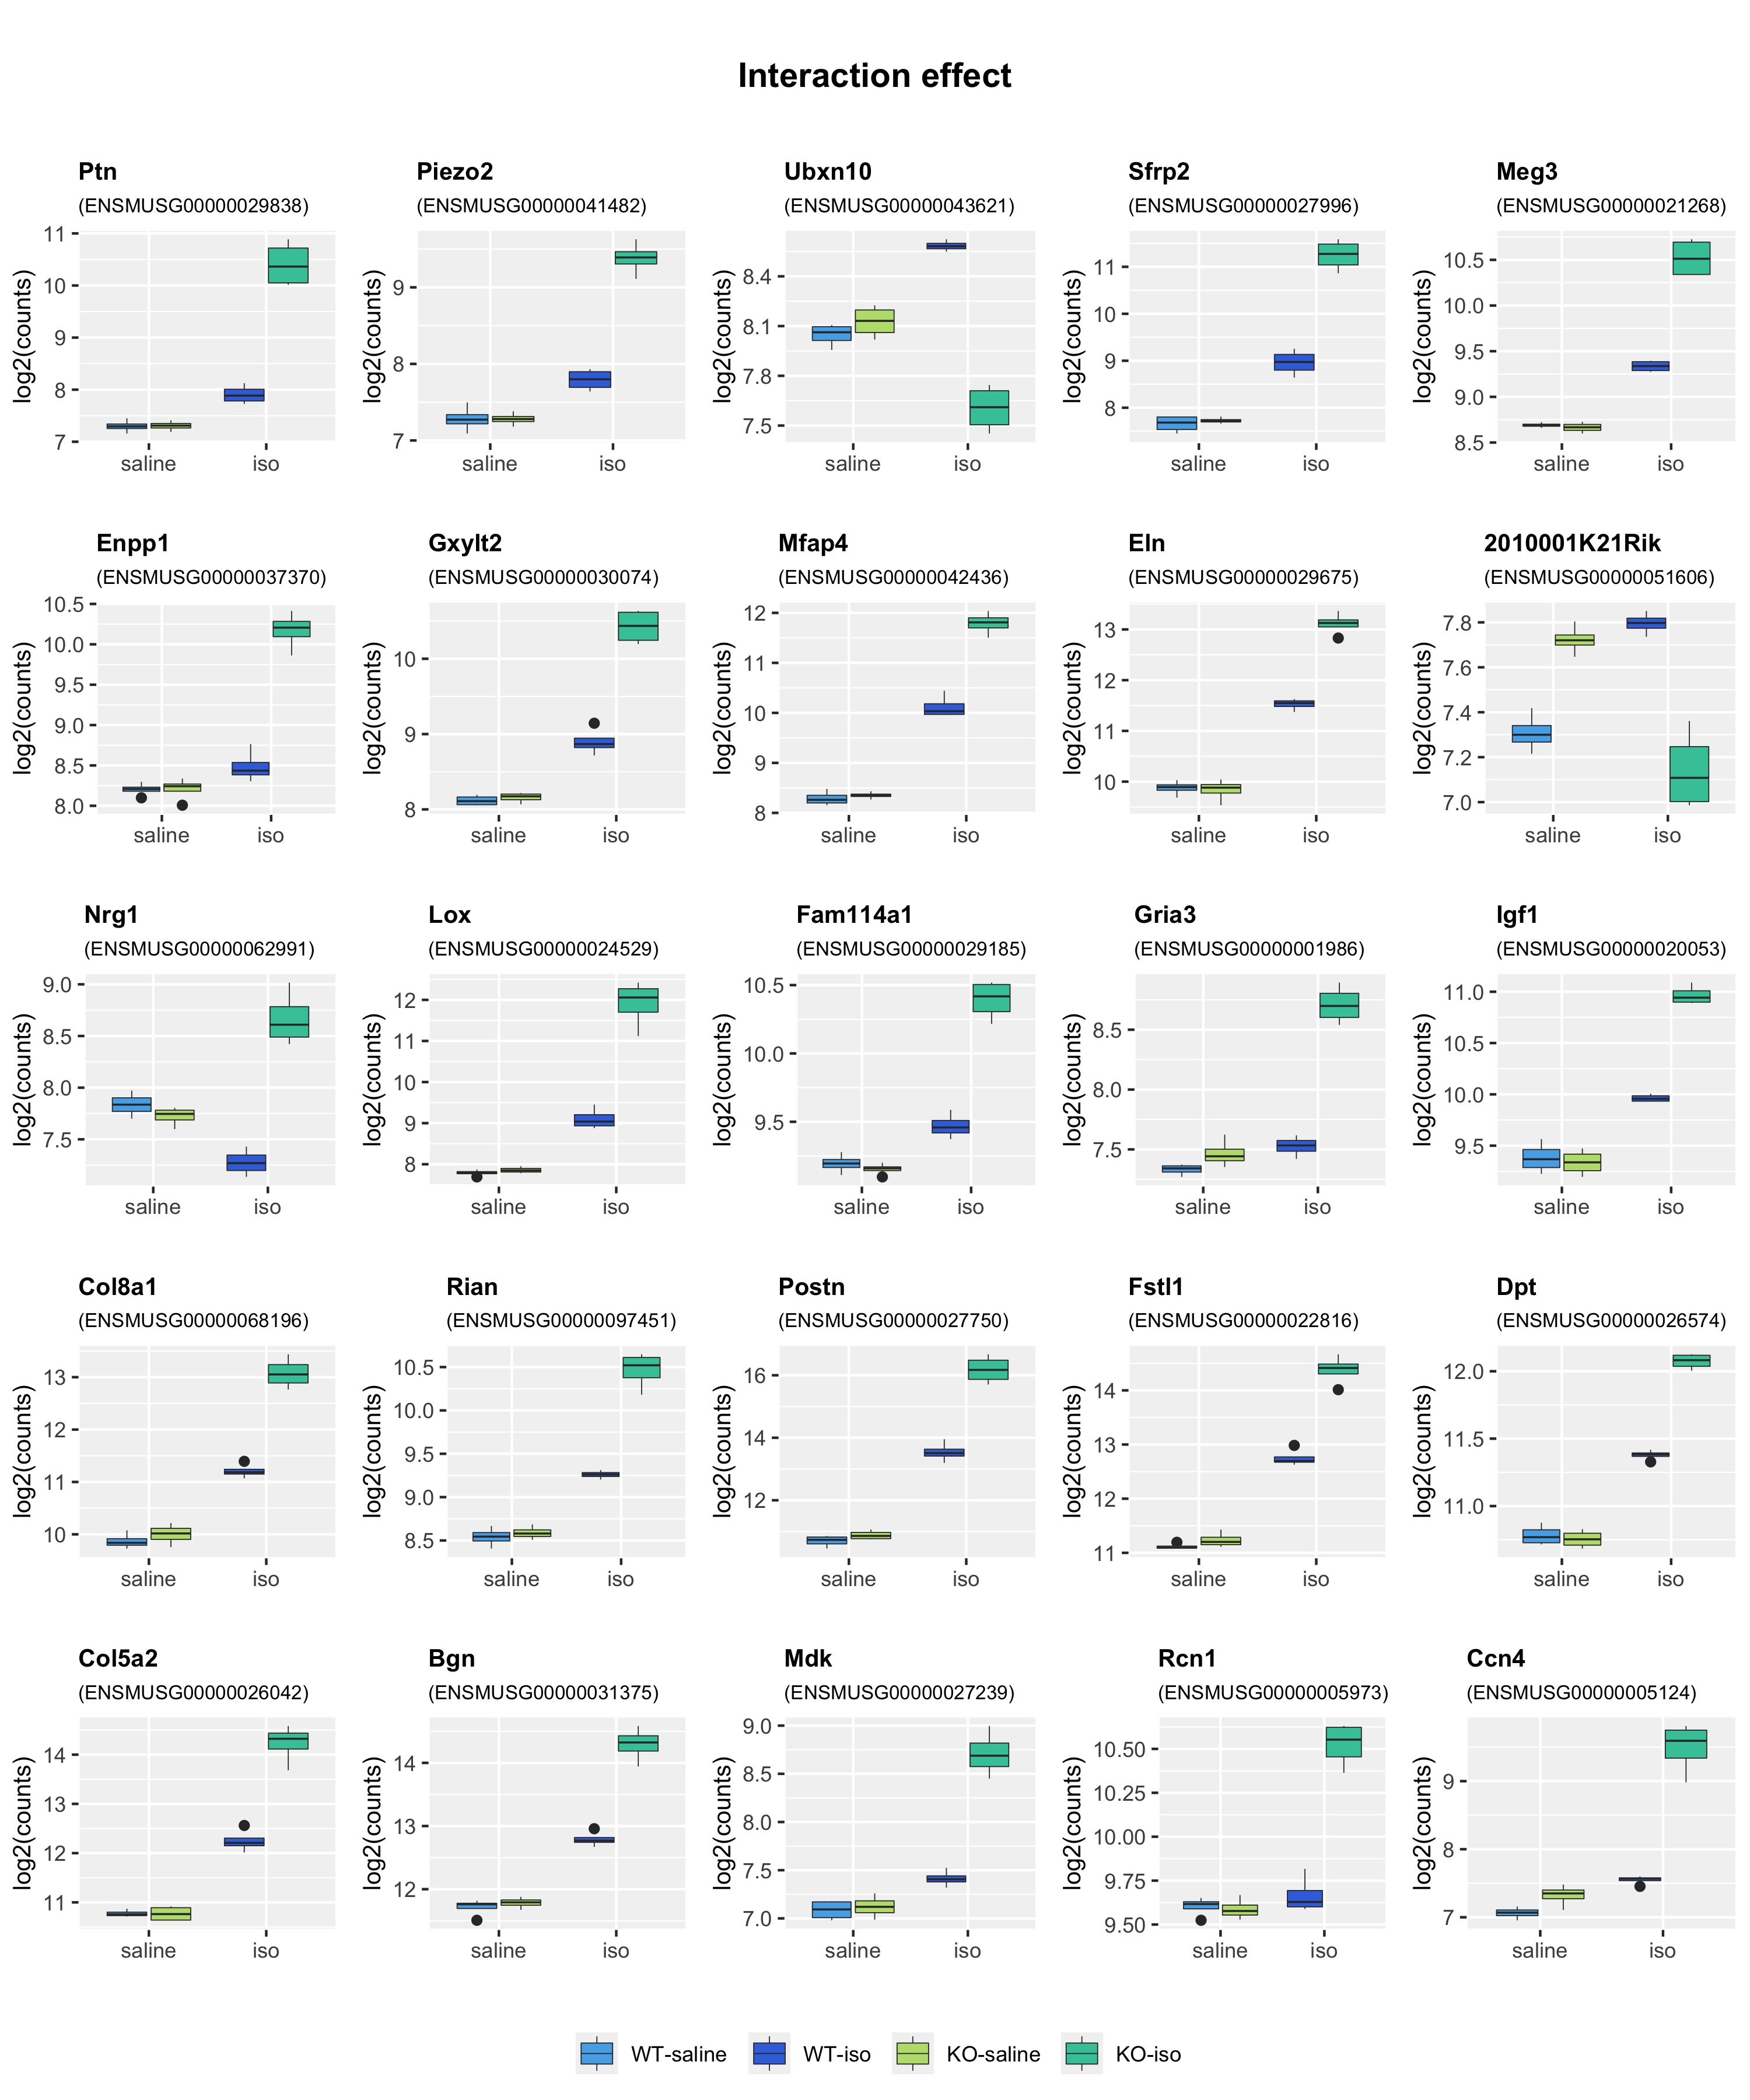 Interaction effect
Ptn Piezo2 Ubxn10 Sfrp2 Meg3
(ENSMUSG00000029838) (ENSMUSG00000041482) (ENSMUSG00000043621) (ENSMUSG00000027996) (ENSMUSG00000021268)
log2(counts) 11 10 9 8 7 log2(counts) 9 8 7 log2(counts) 8.4 8.1 7.8 7.5 log2(counts) 11 10 9 8 log2(counts) 10.5 10.0 9.5 9.0 8.5
saline iso saline iso saline iso saline iso saline iso
Enpp1 Gxylt2 Mfap4 Eln 2010001K21Rik
(ENSMUSG00000037370) (ENSMUSG00000030074) (ENSMUSG00000042436) (ENSMUSG00000029675) (ENSMUSG00000051606)
log2(counts) 10.5 10.0 9.5 9.0 8.5 8.0 log2(counts) 10 9 8 log2(counts) 12 11 10 9 8 log2(counts) 13 12 11 10 log2(counts) 7.8 7.6 7.4 7.2 7.0
saline iso saline iso saline iso saline iso saline iso
Nrg1 Lox Fam114a1 Gria3 Igf1
(ENSMUSG00000062991) (ENSMUSG00000024529) (ENSMUSG00000029185) (ENSMUSG00000001986) (ENSMUSG00000020053)
log2(counts) 9.0 8.5 8.0 7.5 log2(counts) 12 11 10 9 8 log2(counts) 10.5 10.0 9.5 log2(counts) 8.5 8.0 7.5 log2(counts) 11.0 10.5 10.0 9.5
saline iso saline iso saline iso saline iso saline iso
Col8a1 Rian Postn Fstl1 Dpt
(ENSMUSG00000068196) (ENSMUSG00000097451) (ENSMUSG00000027750) (ENSMUSG00000022816) (ENSMUSG00000026574)
log2(counts) 13 12 11 10 log2(counts) 10.5 10.0 9.5 9.0 8.5 log2(counts) 16 14 12 log2(counts) 14 13 12 11 log2(counts) 12.0 11.5 11.0
saline iso saline iso saline iso saline iso saline iso
Col5a2 Bgn Mdk Rcn1 Ccn4
(ENSMUSG00000026042) (ENSMUSG00000031375) (ENSMUSG00000027239) (ENSMUSG00000005973) (ENSMUSG00000005124)
log2(counts) 14 13 12 11 log2(counts) 14 13 12 log2(counts) 9.0 8.5 8.0 7.5 7.0 log2(counts) 10.50 10.25 10.00 9.75 9.50 log2(counts) 9 8 7
saline iso saline iso saline iso saline iso saline iso
WT-saline WT-iso KO-saline KO-iso